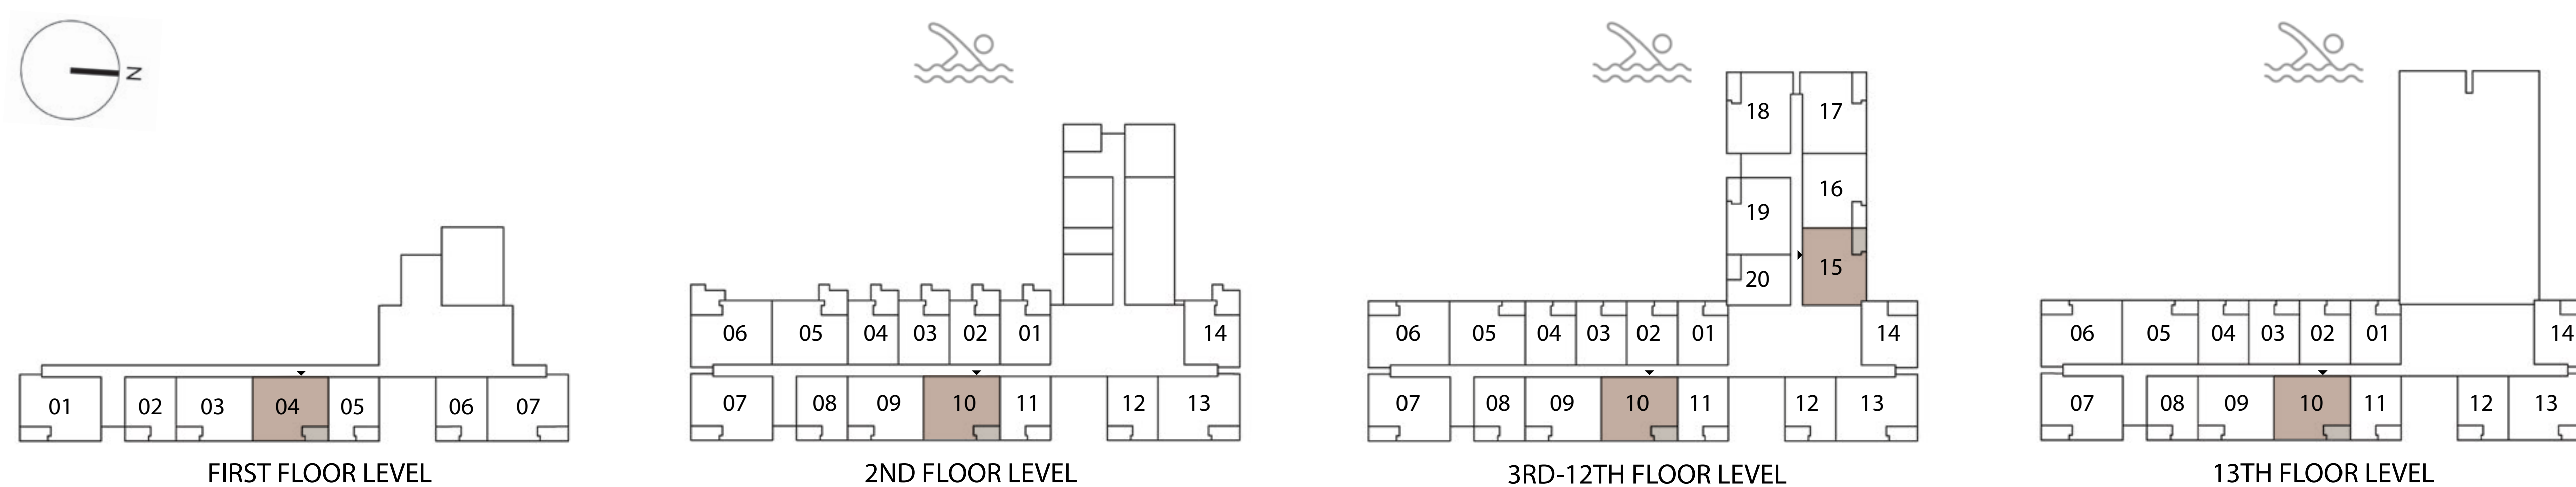 N
18 17
16
19
15
20
06 05 04 03 02 01 14
06 05 04 03 02 01 14
06 05 04 03 02 01 14
01 02 03 04 05 06 07
07 08 09 10 11 12 13
07 08 09 10 11 12 13
07 08 09 10 11 12 13
FIRST FLOOR LEVEL
2ND FLOOR LEVEL
3RD-12TH FLOOR LEVEL
13TH FLOOR LEVEL